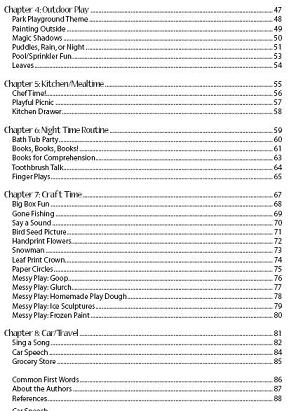 Chapter 4: Outdoor Play 47
Park Playground Theme 48
Painting Outside 49
Magic Shadows 50
Puddles, Rain, or Night 51
Pool/Sprinkler Fun 53
Leaves 54
Chapter 5: Kitchen/Mealtime 55
Chef Time! 56
Playful Picnic 57
Kitchen Drawer 58
Chapter 6: Night Time Routine 59
Bath Tub Party 60
Books, Books, Books! 61
Books for Comprehension 63
Toothbrush Talk 64
Finger Plays 65
Chapter 7: Craft Time 67
Big Box Fun 68
Gone Fishing 69
Say a Sound 70
Bird Seed Picture 71
Handprint Flowers 72
Snowman 73
Leaf Print Crown 74
Paper Circles 75
Messy Play: Goop 76
Messy Play: Glurch 77
Messy Play: Homemade Play Dough 78
Messy Play: Ice Sculptures 79
Messy Play: Frozen Paint 80
Chapter 8: Car/Travel 81
Sing a Song 82
Car Speech 84
Grocery Store 85
Common First Words 86
About the Authors 87
References 88
Car Speech